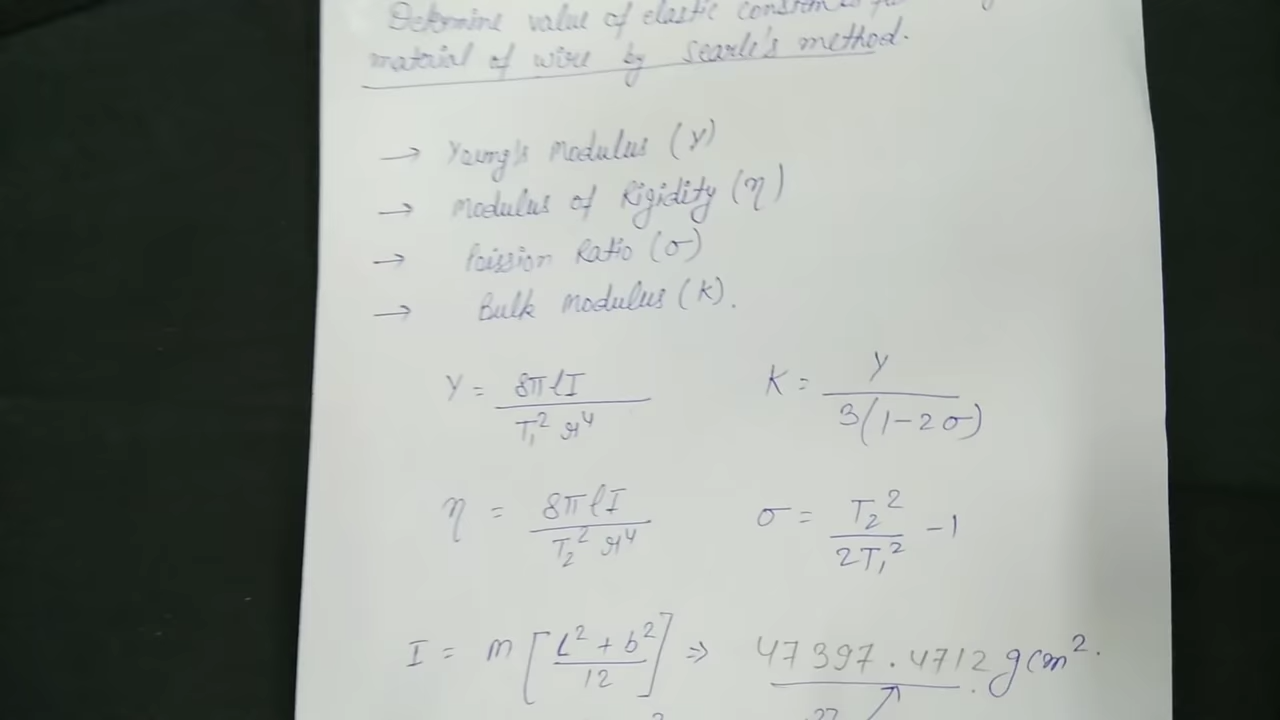 Determine value of elastic
material of wire by Searle's method.
→ Young's Modulus (Y)
→ Modulus of Rigidity (η)
→ Poission Ratio (σ)
→ Bulk Modulus (K).
Y = 8πlI / T₁² r⁴
K = Y / 3(1-2σ)
η = 8πlI / T₂² r⁴
σ = T₂² / 2T₁² - 1
I = m [L² + b² / 12] ⇒ 47397.4712 gcm².